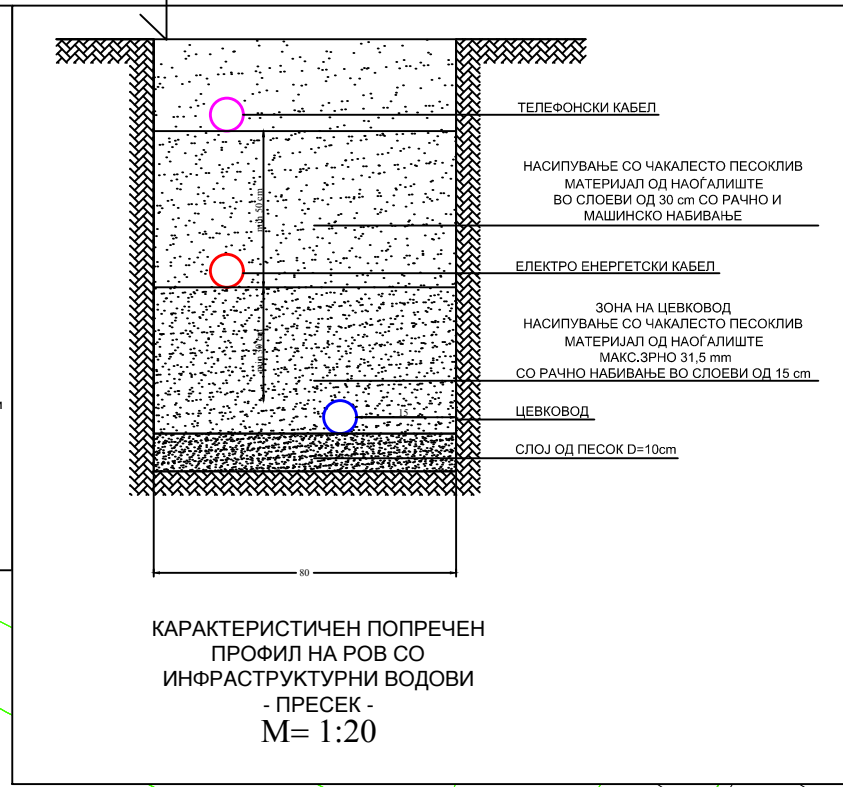 ТЕЛЕФОНСКИ КАБЕЛ
НАСИПУВАЊЕ СО ЧАКАЛЕСТО ПЕСОКЛИВ
МАТЕРИЈАЛ ОД НАОЃАЛИШТЕ
ВО СЛОЕВИ ОД 30 cm СО РАЧНО И
МАШИНСКО НАБИВАЊЕ
ЕЛЕКТРО ЕНЕРГЕТСКИ КАБЕЛ
ЗОНА НА ЦЕВКОВОД
НАСИПУВАЊЕ СО ЧАКАЛЕСТО ПЕСОКЛИВ
МАТЕРИЈАЛ ОД НАОЃАЛИШТЕ
МАКС.ЗРНО 31,5 mm
СО РАЧНО НАБИВАЊЕ ВО СЛОЕВИ ОД 15 cm
15
ЦЕВКОВОД
СЛОЈ ОД ПЕСОК D=10cm
80
КАРАКТЕРИСТИЧЕН ПОПРЕЧЕН
ПРОФИЛ НА РОВ СО
ИНФРАСТРУКТУРНИ ВОДОВИ
- ПРЕСЕК -
M= 1:20